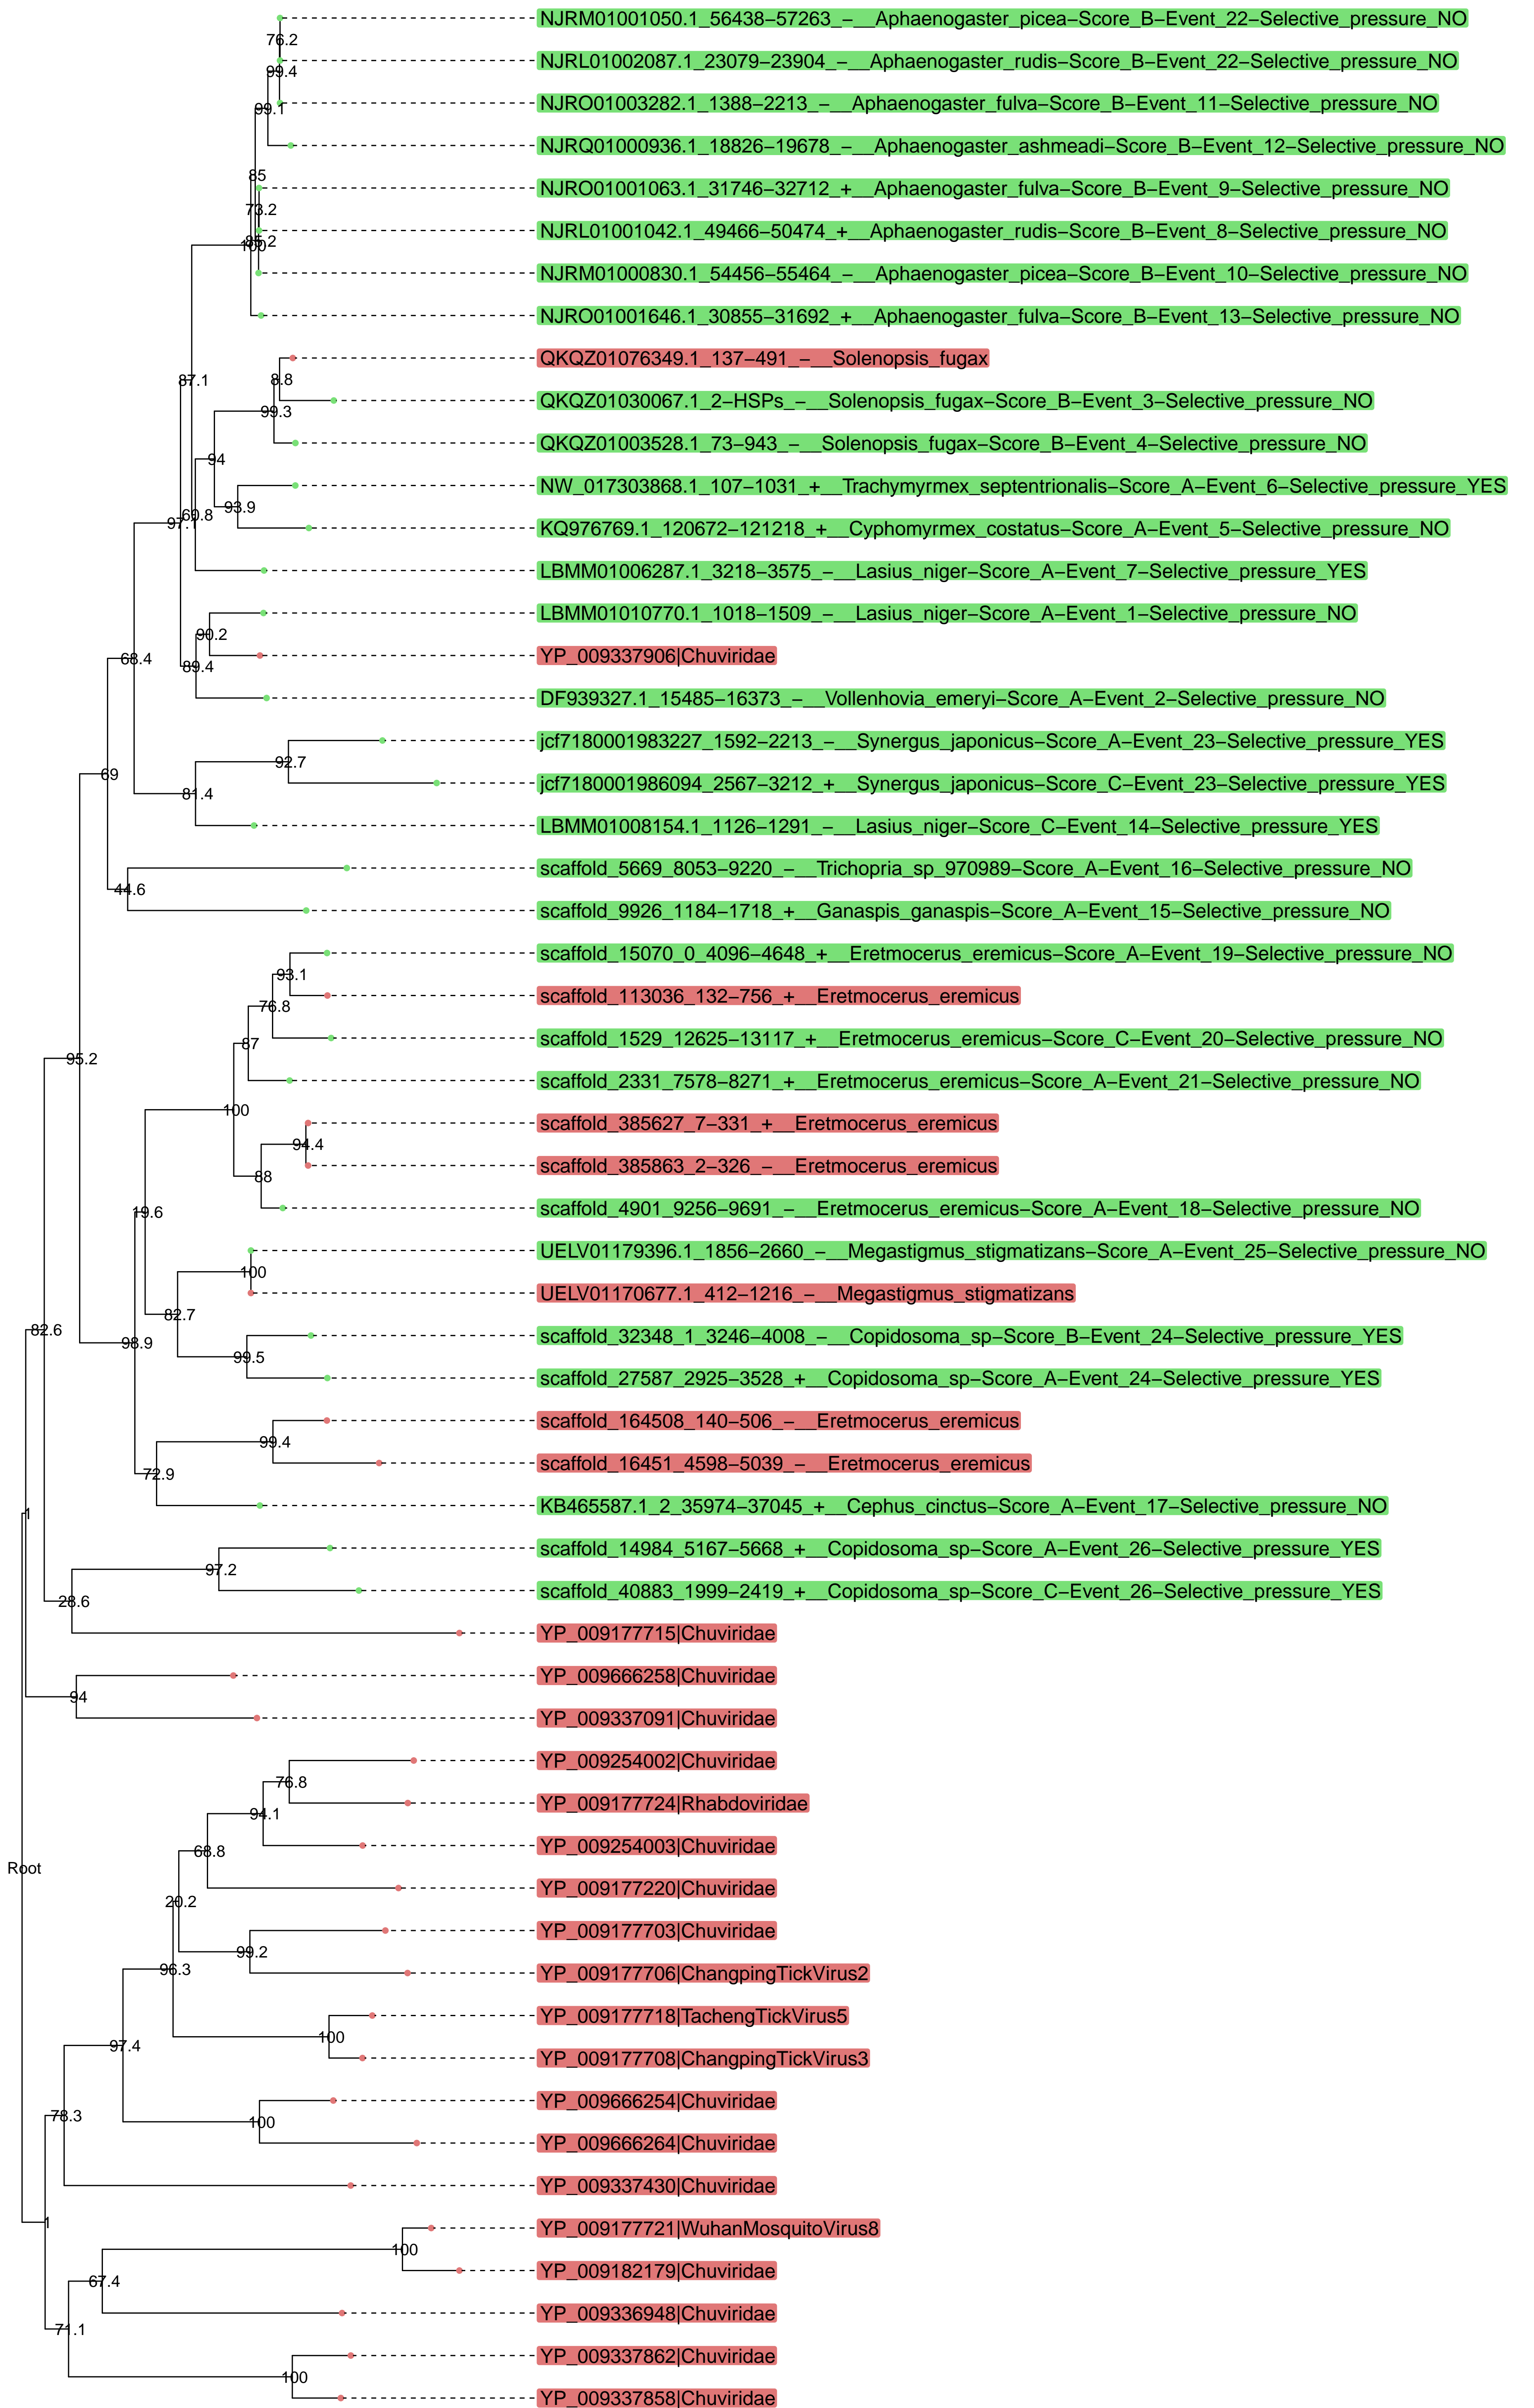 NJRM01001050.1_56438−57263_−__Aphaenogaster_picea−Score_B−Event_22−Selective_pressure_NO
76.2
NJRL01002087.1_23079−23904_−__Aphaenogaster_rudis−Score_B−Event_22−Selective_pressure_NO
99.4
NJRO01003282.1_1388−2213_−__Aphaenogaster_fulva−Score_B−Event_11−Selective_pressure_NO
99.1
NJRQ01000936.1_18826−19678_−__Aphaenogaster_ashmeadi−Score_B−Event_12−Selective_pressure_NO
85
NJRO01001063.1_31746−32712_+__Aphaenogaster_fulva−Score_B−Event_9−Selective_pressure_NO
73.2
NJRL01001042.1_49466−50474_+__Aphaenogaster_rudis−Score_B−Event_8−Selective_pressure_NO
85.2
100
NJRM01000830.1_54456−55464_−__Aphaenogaster_picea−Score_B−Event_10−Selective_pressure_NO
NJRO01001646.1_30855−31692_+__Aphaenogaster_fulva−Score_B−Event_13−Selective_pressure_NO
QKQZ01076349.1_137−491_−__Solenopsis_fugax
87.1
8.8
QKQZ01030067.1_2−HSPs_−__Solenopsis_fugax−Score_B−Event_3−Selective_pressure_NO
99.3
QKQZ01003528.1_73−943_−__Solenopsis_fugax−Score_B−Event_4−Selective_pressure_NO
94
NW_017303868.1_107−1031_+__Trachymyrmex_septentrionalis−Score_A−Event_6−Selective_pressure_YES
93.9
60.8
97.1
KQ976769.1_120672−121218_+__Cyphomyrmex_costatus−Score_A−Event_5−Selective_pressure_NO
LBMM01006287.1_3218−3575_−__Lasius_niger−Score_A−Event_7−Selective_pressure_YES
LBMM01010770.1_1018−1509_−__Lasius_niger−Score_A−Event_1−Selective_pressure_NO
90.2
YP_009337906|Chuviridae
68.4
89.4
DF939327.1_15485−16373_−__Vollenhovia_emeryi−Score_A−Event_2−Selective_pressure_NO
jcf7180001983227_1592−2213_−__Synergus_japonicus−Score_A−Event_23−Selective_pressure_YES
92.7
69
jcf7180001986094_2567−3212_+__Synergus_japonicus−Score_C−Event_23−Selective_pressure_YES
81.4
LBMM01008154.1_1126−1291_−__Lasius_niger−Score_C−Event_14−Selective_pressure_YES
scaffold_5669_8053−9220_−__Trichopria_sp_970989−Score_A−Event_16−Selective_pressure_NO
44.6
scaffold_9926_1184−1718_+__Ganaspis_ganaspis−Score_A−Event_15−Selective_pressure_NO
scaffold_15070_0_4096−4648_+__Eretmocerus_eremicus−Score_A−Event_19−Selective_pressure_NO
93.1
scaffold_113036_132−756_+__Eretmocerus_eremicus
76.8
scaffold_1529_12625−13117_+__Eretmocerus_eremicus−Score_C−Event_20−Selective_pressure_NO
87
95.2
scaffold_2331_7578−8271_+__Eretmocerus_eremicus−Score_A−Event_21−Selective_pressure_NO
100
scaffold_385627_7−331_+__Eretmocerus_eremicus
94.4
scaffold_385863_2−326_−__Eretmocerus_eremicus
88
scaffold_4901_9256−9691_−__Eretmocerus_eremicus−Score_A−Event_18−Selective_pressure_NO
19.6
UELV01179396.1_1856−2660_−__Megastigmus_stigmatizans−Score_A−Event_25−Selective_pressure_NO
100
UELV01170677.1_412−1216_−__Megastigmus_stigmatizans
82.7
82.6
scaffold_32348_1_3246−4008_−__Copidosoma_sp−Score_B−Event_24−Selective_pressure_YES
98.9
99.5
scaffold_27587_2925−3528_+__Copidosoma_sp−Score_A−Event_24−Selective_pressure_YES
scaffold_164508_140−506_−__Eretmocerus_eremicus
99.4
scaffold_16451_4598−5039_−__Eretmocerus_eremicus
72.9
KB465587.1_2_35974−37045_+__Cephus_cinctus−Score_A−Event_17−Selective_pressure_NO
1
scaffold_14984_5167−5668_+__Copidosoma_sp−Score_A−Event_26−Selective_pressure_YES
97.2
scaffold_40883_1999−2419_+__Copidosoma_sp−Score_C−Event_26−Selective_pressure_YES
28.6
YP_009177715|Chuviridae
YP_009666258|Chuviridae
94
YP_009337091|Chuviridae
YP_009254002|Chuviridae
76.8
YP_009177724|Rhabdoviridae
94.1
YP_009254003|Chuviridae
68.8
Root
YP_009177220|Chuviridae
20.2
YP_009177703|Chuviridae
99.2
96.3
YP_009177706|ChangpingTickVirus2
YP_009177718|TachengTickVirus5
100
97.4
YP_009177708|ChangpingTickVirus3
YP_009666254|Chuviridae
78.3
100
YP_009666264|Chuviridae
YP_009337430|Chuviridae
1
YP_009177721|WuhanMosquitoVirus8
100
YP_009182179|Chuviridae
67.4
YP_009336948|Chuviridae
71.1
YP_009337862|Chuviridae
100
YP_009337858|Chuviridae